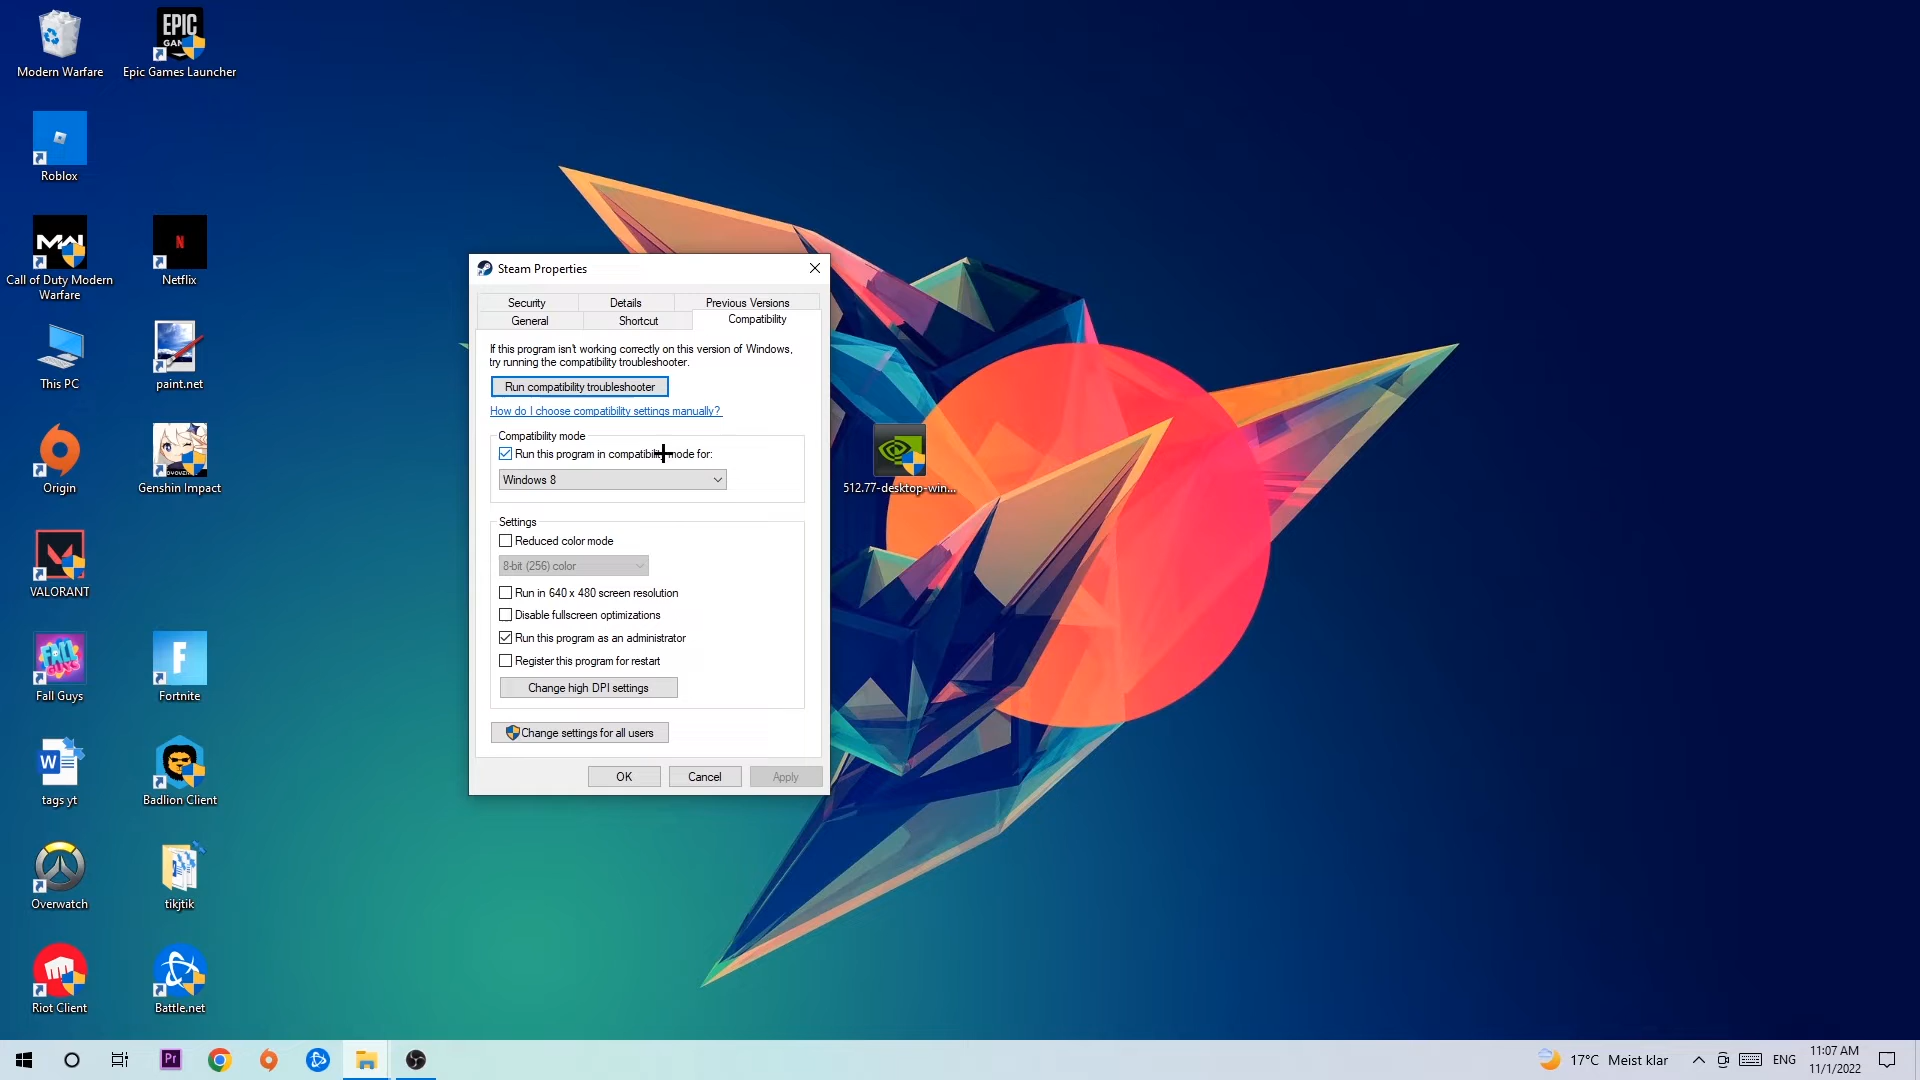 Modern Warfare
EPIC
GAMES
Epic Games Launcher
Roblox
MW
Call of Duty Modern
Warfare
N
Netflix
This PC
paint.net
Origin
Genshin Impact
VALORANT
FALL
GUYS
Fall Guys
F
Fortnite
W
tags yt
Badlion Client
Overwatch
tikjtik
Riot Client
Battle.net
Steam Properties
Security
Details
Previous Versions
General
Shortcut
Compatibility
If this program isn't working correctly on this version of Windows,
try running the compatibility troubleshooter.
Run compatibility troubleshooter
How do I choose compatibility settings manually?
Compatibility mode
Run this program in compatibility mode for:
Windows 8
Settings
Reduced color mode
8-bit (256) color
Run in 640 x 480 screen resolution
Disable fullscreen optimizations
Run this program as an administrator
Register this program for restart
Change high DPI settings
Change settings for all users
OK
Cancel
Apply
512.77-desktop-win...
Pr
17°C Meist klar
ENG
11:07 AM
11/1/2022